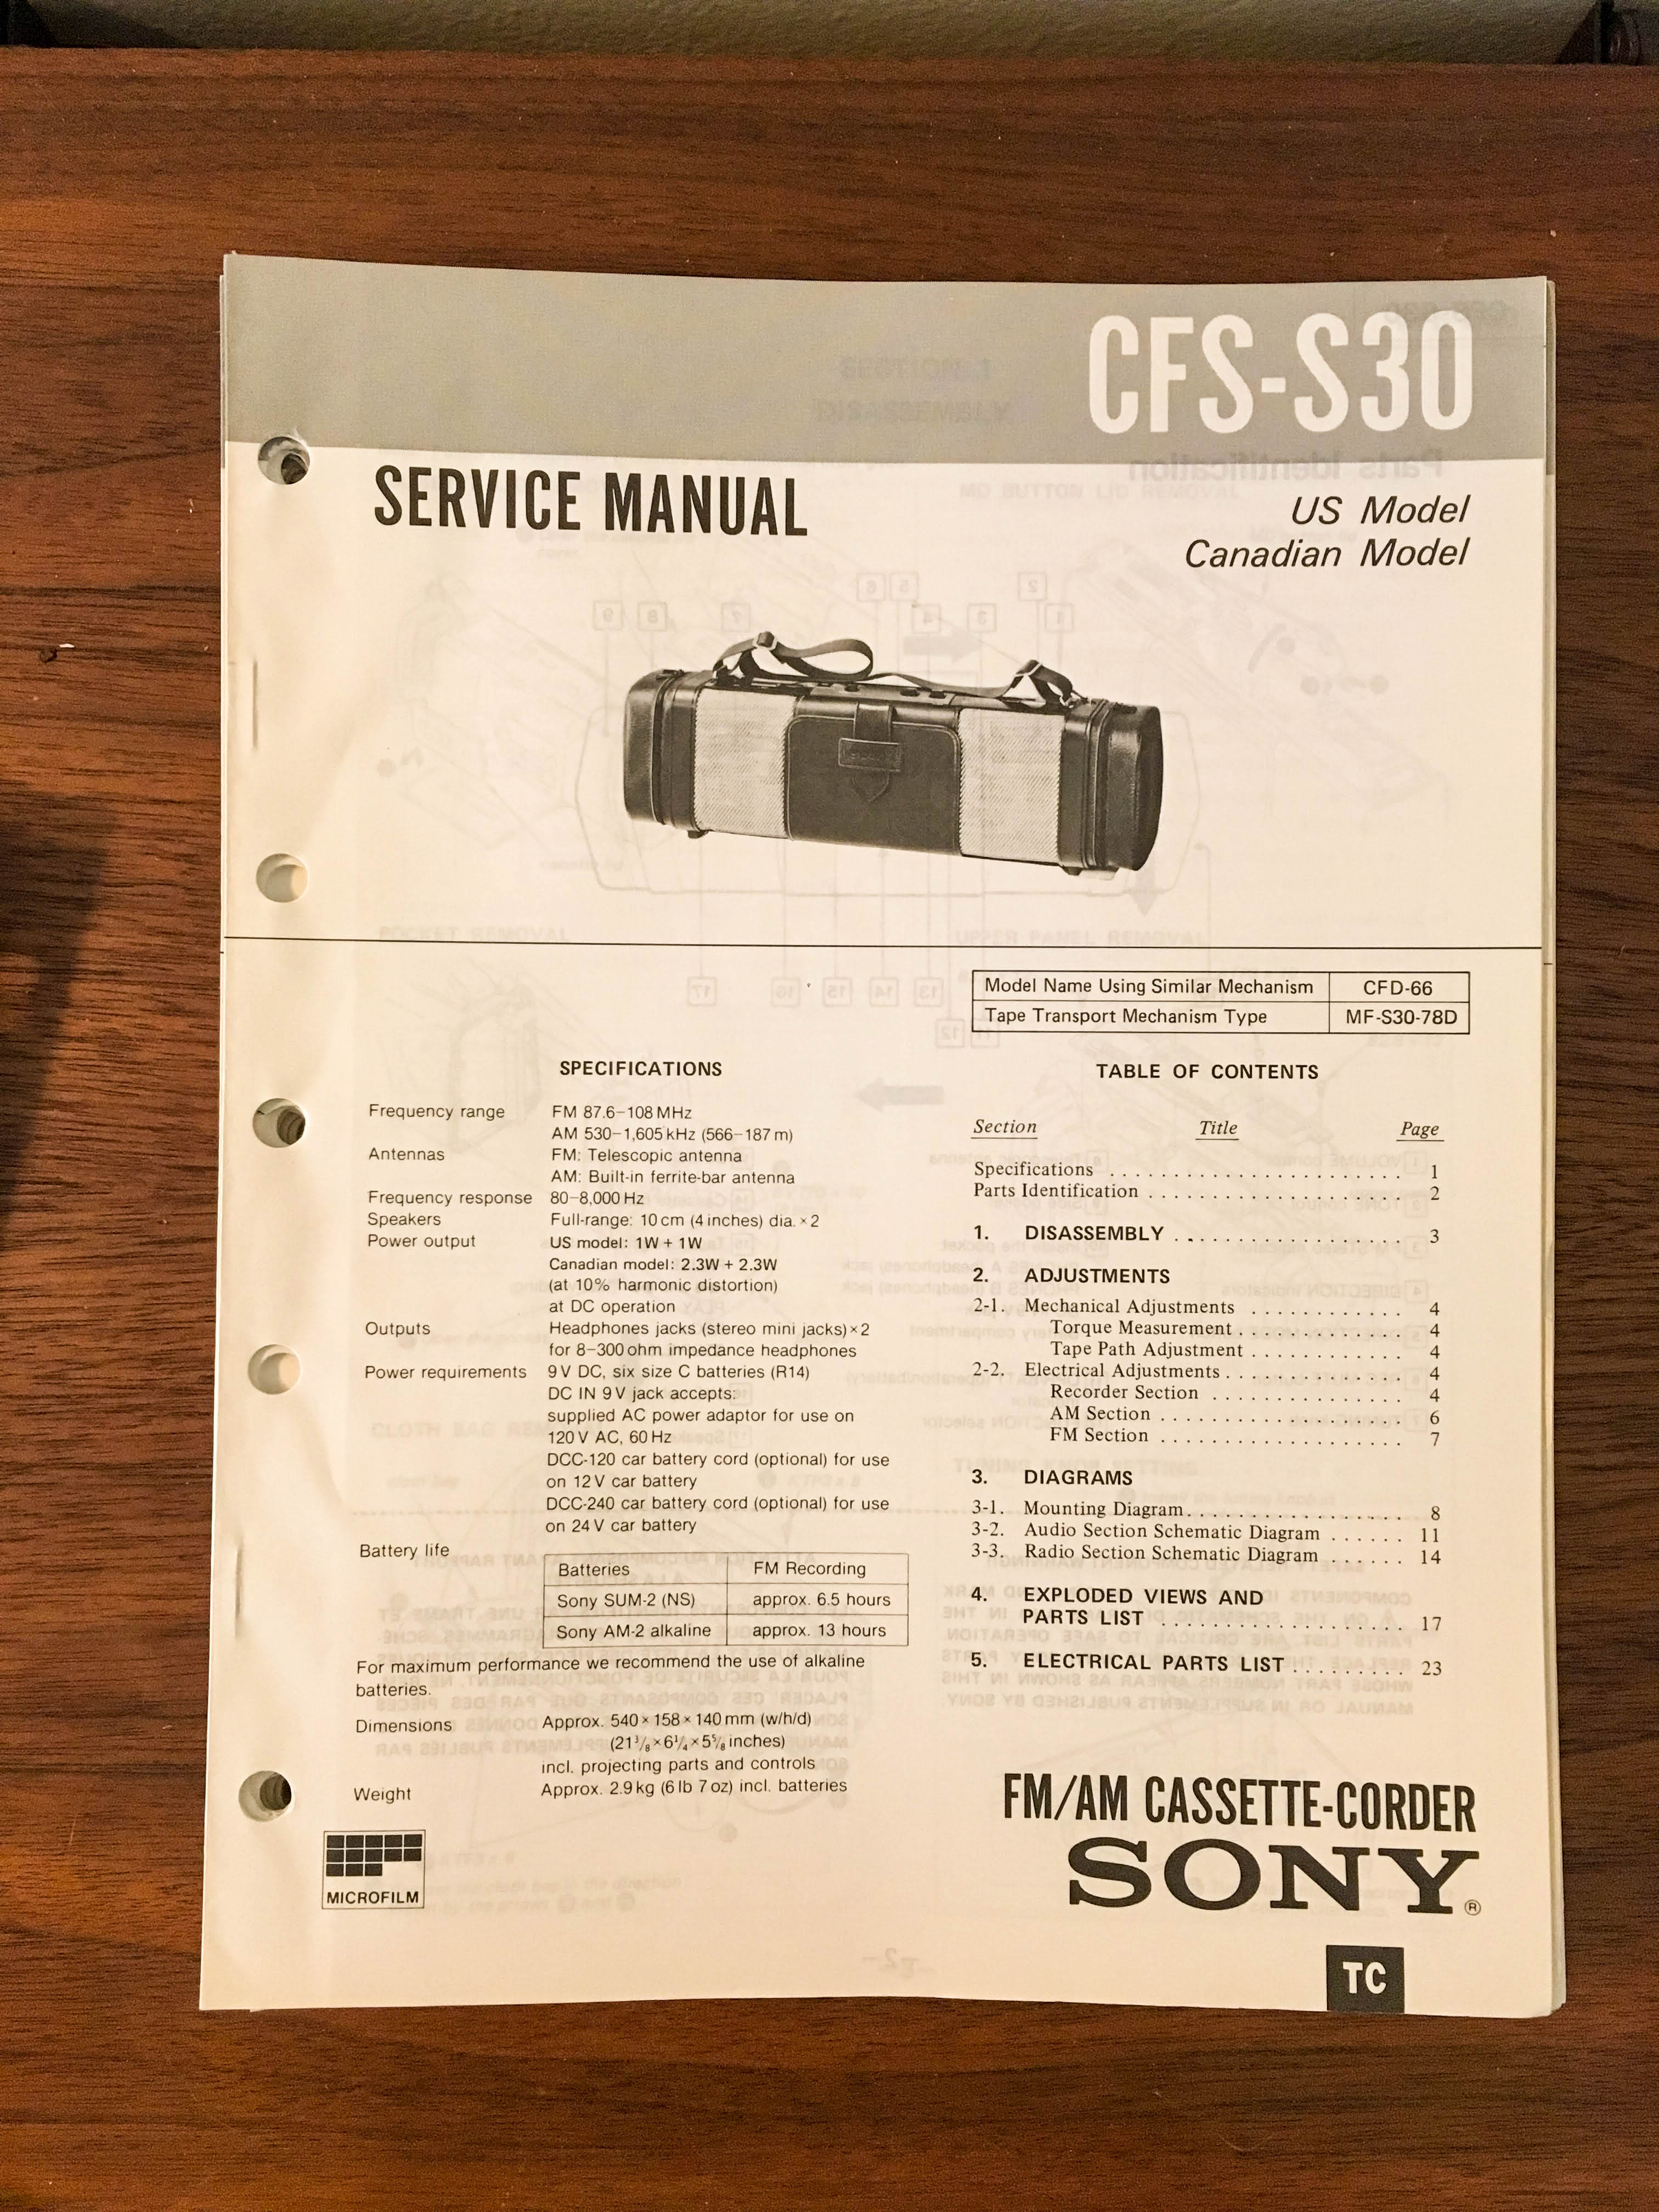 CFS-S30
SERVICE MANUAL
US Model
Canadian Model
Model Name Using Similar Mechanism CFD-66
Tape Transport Mechanism Type MF-S30-78D
SPECIFICATIONS
Frequency range FM 87.6–108 MHz
AM 530–1,605 kHz (566–187 m)
Antennas FM: Telescopic antenna
AM: Built-in ferrite-bar antenna
Frequency response 80–8,000 Hz
Speakers Full-range: 10 cm (4 inches) dia. × 2
Power output US model: 1W + 1W
Canadian model: 2.3W + 2.3W
(at 10% harmonic distortion)
at DC operation
Outputs Headphones jacks (stereo mini jacks) × 2
for 8–300 ohm impedance headphones
Power requirements 9 V DC, six size C batteries (R14)
DC IN 9 V jack accepts:
supplied AC power adaptor for use on
120 V AC, 60 Hz
DCC-120 car battery cord (optional) for use
on 12 V car battery
DCC-240 car battery cord (optional) for use
on 24 V car battery
Battery life
Batteries FM Recording
Sony SUM-2 (NS) approx. 6.5 hours
Sony AM-2 alkaline approx. 13 hours
For maximum performance we recommend the use of alkaline
batteries.
Dimensions Approx. 540 × 158 × 140 mm (w/h/d)
(21 3/8 × 6 1/4 × 5 5/8 inches)
incl. projecting parts and controls
Weight Approx. 2.9 kg (6 lb 7 oz) incl. batteries
MICROFILM
TABLE OF CONTENTS
Section Title Page
Specifications . . . . . . . . . . . . . . . . . . . . . . 1
Parts Identification . . . . . . . . . . . . . . . . . . . 2
1. DISASSEMBLY . . . . . . . . . . . . . . . . . 3
2. ADJUSTMENTS
2-1. Mechanical Adjustments . . . . . . . . . . . 4
Torque Measurement . . . . . . . . . . . . 4
Tape Path Adjustment . . . . . . . . . . . 4
2-2. Electrical Adjustments . . . . . . . . . . . . . 4
Recorder Section . . . . . . . . . . . . . . 4
AM Section . . . . . . . . . . . . . . . . . . 6
FM Section . . . . . . . . . . . . . . . . . . 7
3. DIAGRAMS
3-1. Mounting Diagram . . . . . . . . . . . . . . . . 8
3-2. Audio Section Schematic Diagram . . . . . . 11
3-3. Radio Section Schematic Diagram . . . . . . 14
4. EXPLODED VIEWS AND
PARTS LIST . . . . . . . . . . . . . . . . . . 17
5. ELECTRICAL PARTS LIST . . . . . . . . . 23
FM/AM CASSETTE-CORDER
SONY®
TC